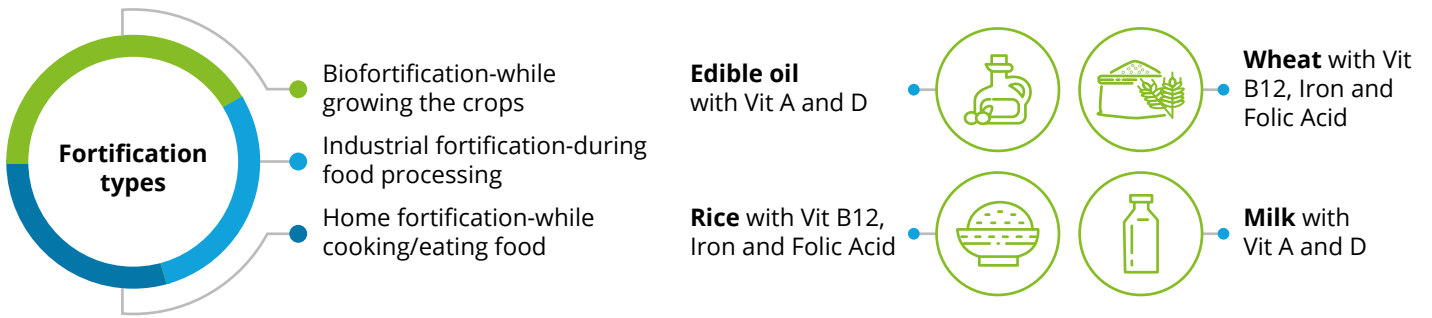 Fortification
types
Biofortification-while
growing the crops
Industrial fortification-during
food processing
Home fortification-while
cooking/eating food
Edible oil
with Vit A and D
Wheat with Vit
B12, Iron and
Folic Acid
Rice with Vit B12,
Iron and Folic Acid
Milk with
Vit A and D